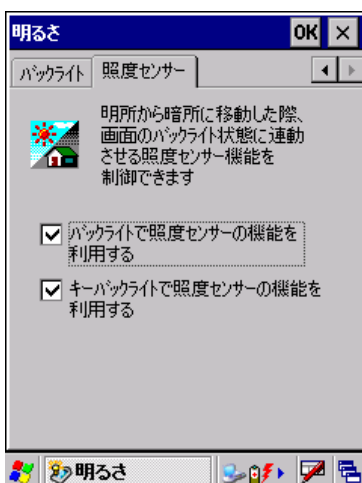 明るさ OK ×
バックライト 照度センサー
明所から暗所に移動した際、
画面のバックライト状態に連動
させる照度センサー機能を
制御できます
バックライトで照度センサーの機能を
利用する
キーバックライトで照度センサーの機能を
利用する
明るさ